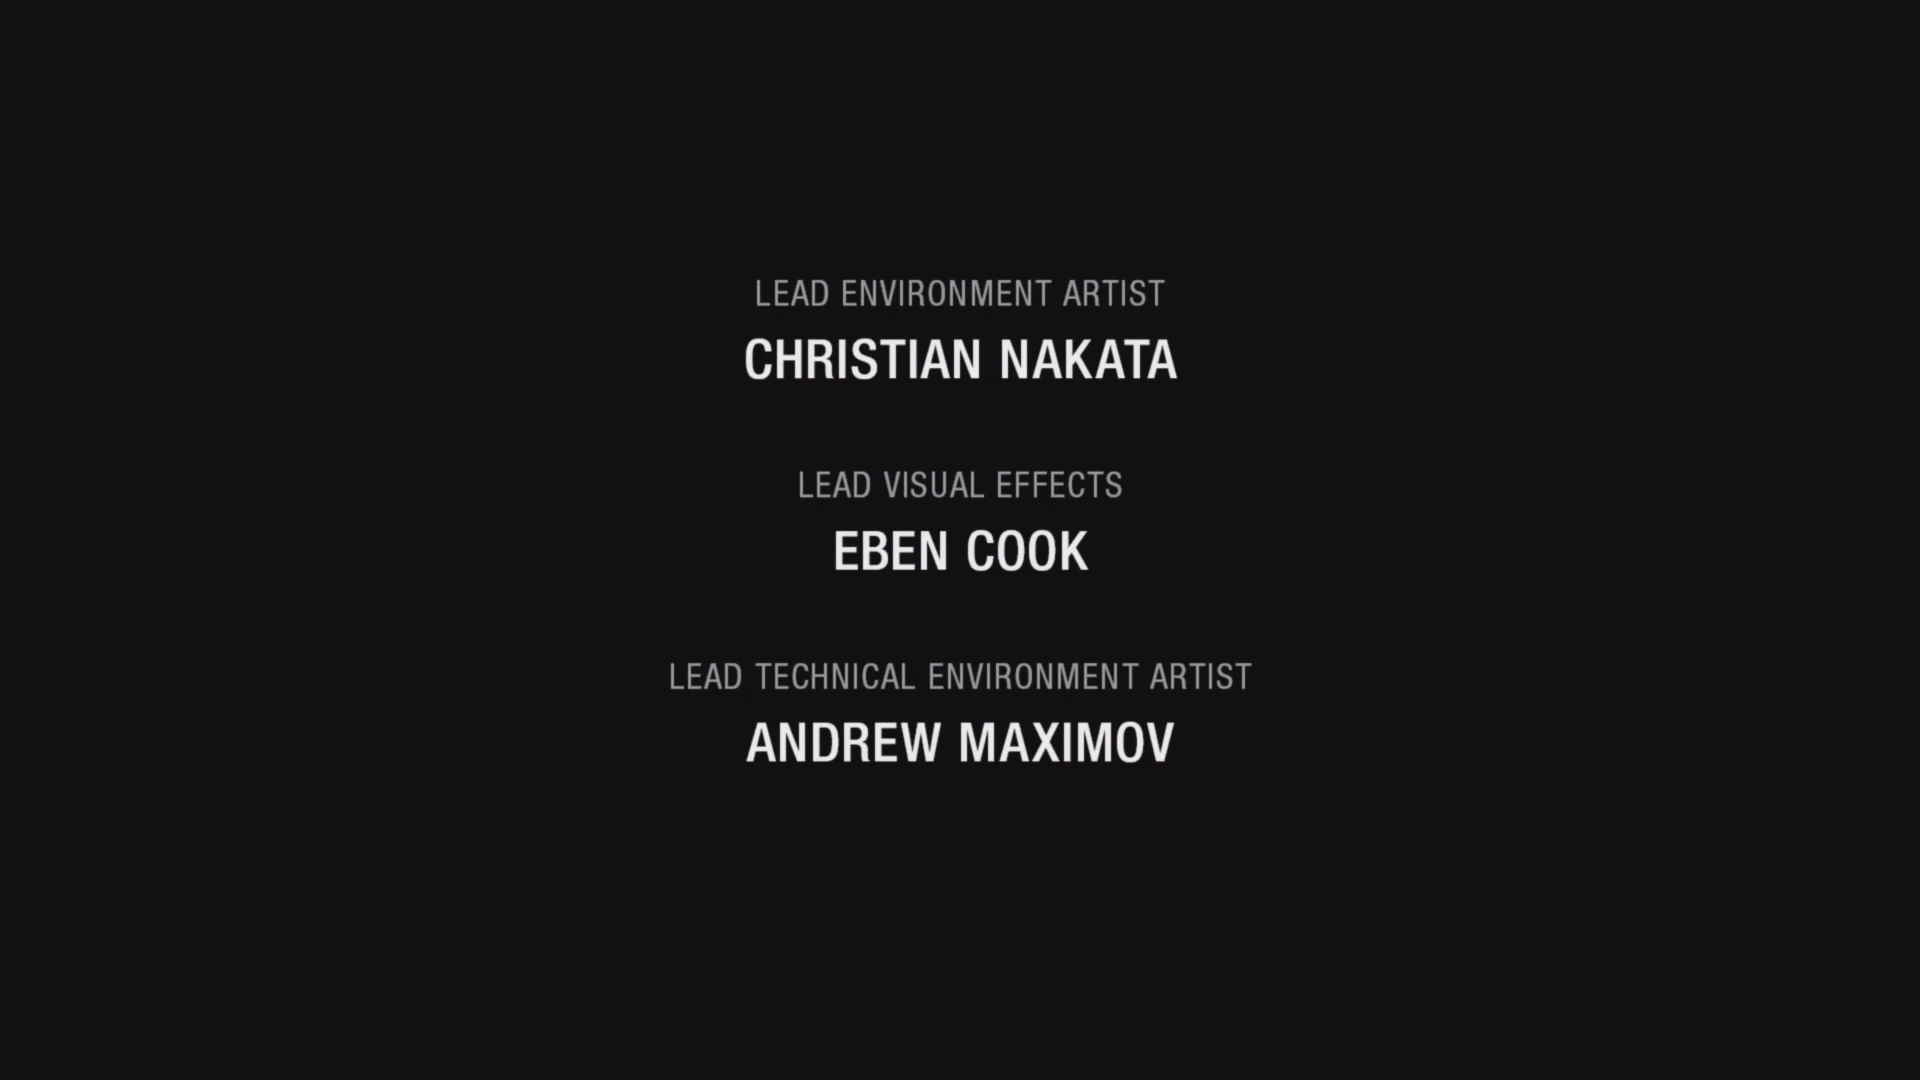 LEAD ENVIRONMENT ARTIST
CHRISTIAN NAKATA
LEAD VISUAL EFFECTS
EBEN COOK
LEAD TECHNICAL ENVIRONMENT ARTIST
ANDREW MAXIMOV